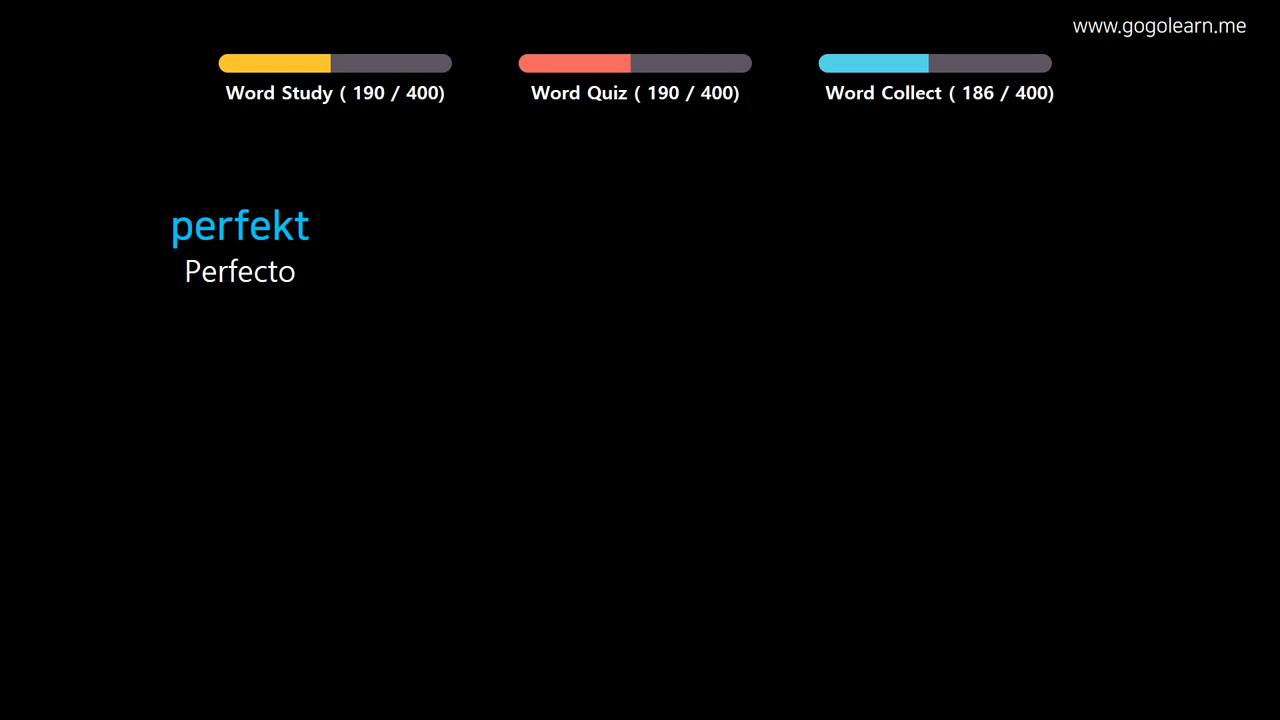 www.gogolearn.me
Word Study ( 190 / 400)
Word Quiz ( 190 / 400)
Word Collect ( 186 / 400)
perfekt
Perfecto